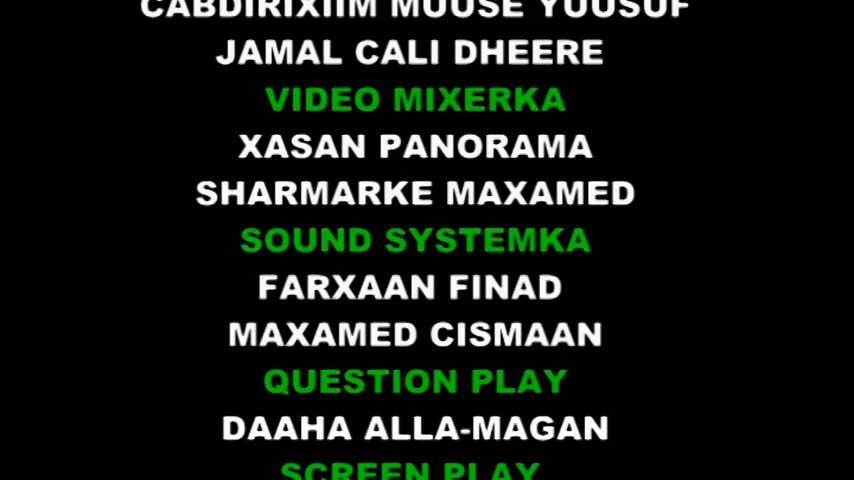 CABDIRIXIIM MUUSE YUUSUF
JAMAL CALI DHEERE
VIDEO MIXERKA
XASAN PANORAMA
SHARMARKE MAXAMED
SOUND SYSTEMKA
FARXAAN FINAD
MAXAMED CISMAAN
QUESTION PLAY
DAAHA ALLA-MAGAN
SCREEN PLAY